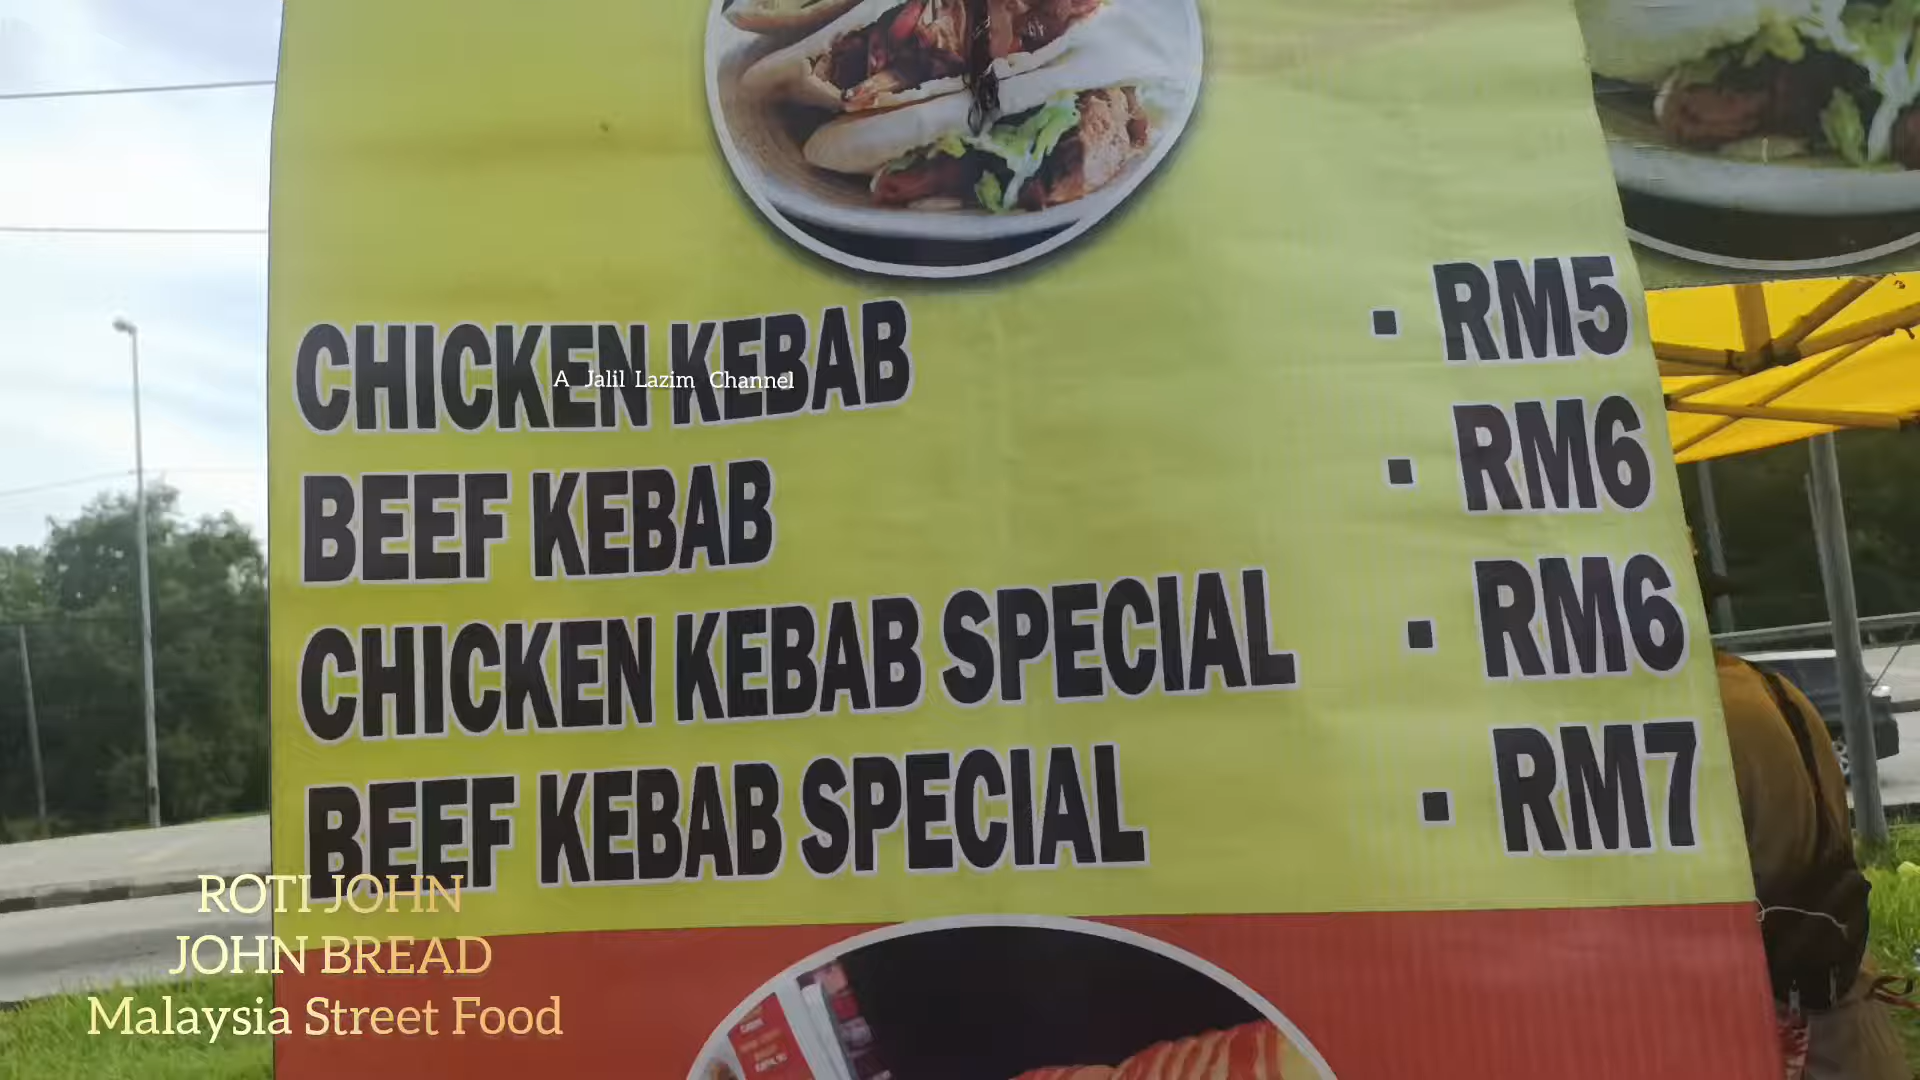 CHICKEN KEBAB · RM5
A Jalil Lazim Channel
BEEF KEBAB · RM6
CHICKEN KEBAB SPECIAL · RM6
BEEF KEBAB SPECIAL · RM7
ROTI JOHN
JOHN BREAD
Malaysia Street Food